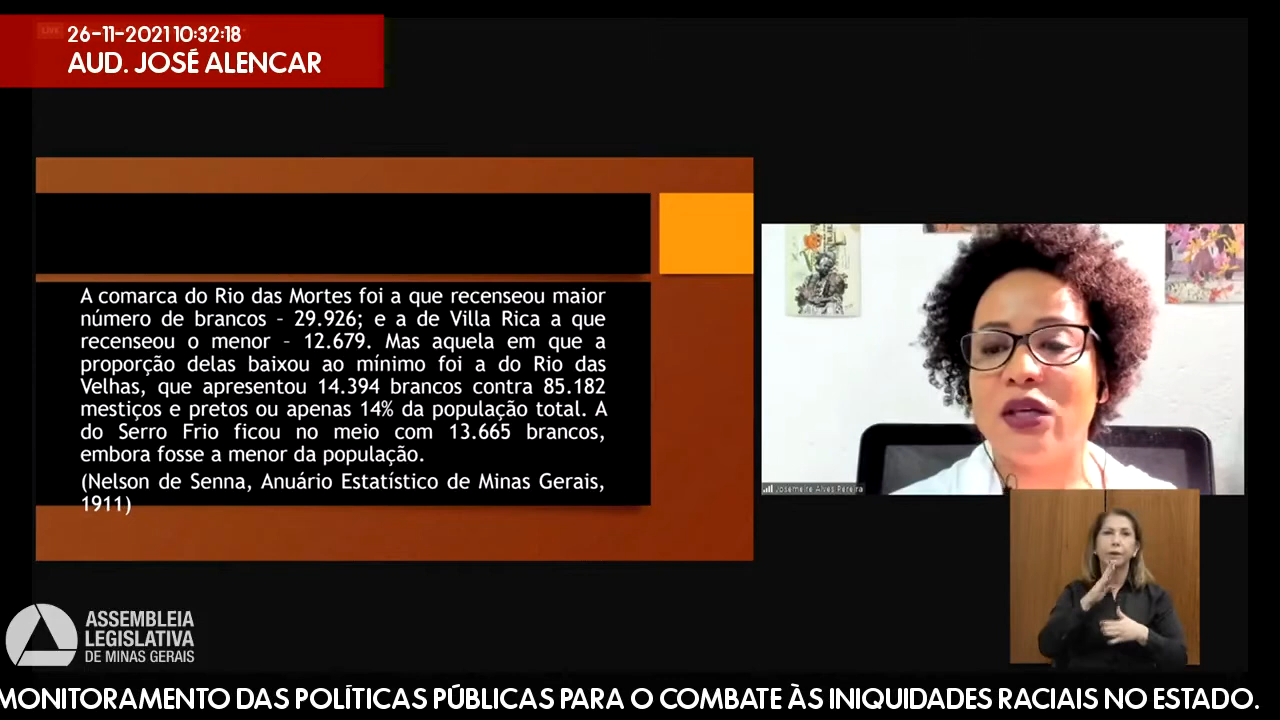 26-11-2021 10:32:18
AUD. JOSÉ ALENCAR
A comarca do Rio das Mortes foi a que recenseou maior
número de brancos – 29.926; e a de Villa Rica a que
recenseou o menor – 12.679. Mas aquela em que a
proporção delas baixou ao mínimo foi a do Rio das
Velhas, que apresentou 14.394 brancos contra 85.182
mestiços e pretos ou apenas 14% da população total. A
do Serro Frio ficou no meio com 13.665 brancos,
embora fosse a menor da população.
(Nelson de Senna, Anuário Estatístico de Minas Gerais,
1911)
Josemeire Alves Pereira
ASSEMBLEIA
LEGISLATIVA
DE MINAS GERAIS
MONITORAMENTO DAS POLÍTICAS PÚBLICAS PARA O COMBATE ÀS INIQUIDADES RACIAIS NO ESTADO.